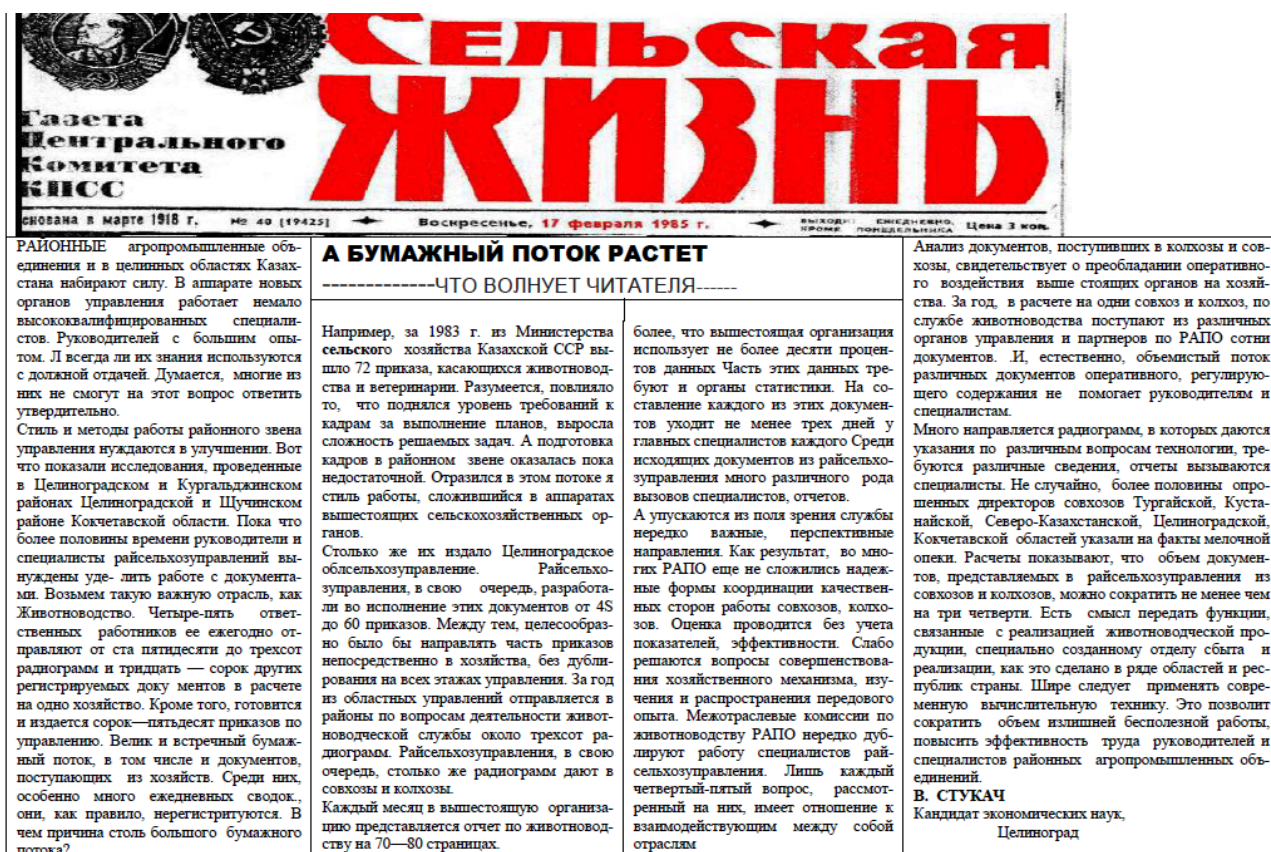 Сельская
ЖИЗНЬ
Газета
Центрального
Комитета
КПСС
снована в марте 1918 г. № 40 [19425] Воскресенье, 17 февраля 1985 г. ВЫХОДИТ ЕЖЕДНЕВНО, КРОМЕ ПОНЕДЕЛЬНИКА Цена 3 коп.
РАЙОННЫЕ агропромышленные объ-
единения и в целинных областях Казах-
стана набирают силу. В аппарате новых
органов управления работает немало
высококвалифицированных специали-
стов. Руководителей с большим опы-
том. Л всегда ли их знания используются
с должной отдачей. Думается, многие из
них не смогут на этот вопрос ответить
утвердительно.
Стиль и методы работы районного звена
управления нуждаются в улучшении. Вот
что показали исследования, проведенные
в Целиноградском и Кургальджинском
районах Целиноградской и Щучинском
районе Кокчетавской области. Пока что
более половины времени руководители и
специалисты райсельхозуправлений вы-
нуждены уде- лить работе с документа-
ми. Возьмем такую важную отрасль, как
Животноводство. Четыре-пять ответ-
ственных работников ее ежегодно от-
правляют от ста пятидесяти до трехсот
радиограмм и тридцать — сорок других
регистрируемых доку ментов в расчете
на одно хозяйство. Кроме того, готовится
и издается сорок—пятьдесят приказов по
управлению. Велик и встречный бумаж-
ный поток, в том числе и документов,
поступающих из хозяйств. Среди них,
особенно много ежедневных сводок.,
они, как правило, нерегистритуются. В
чем причина столь большого бумажного
потока?
А БУМАЖНЫЙ ПОТОК РАСТЕТ
-------------ЧТО ВОЛНУЕТ ЧИТАТЕЛЯ------
Например, за 1983 г. из Министерства
сельского хозяйства Казахской ССР вы-
шло 72 приказа, касающихся животновод-
ства и ветеринарии. Разумеется, повлияло
то, что поднялся уровень требований к
кадрам за выполнение планов, выросла
сложность решаемых задач. А подготовка
кадров в районном звене оказалась пока
недостаточной. Отразился в этом потоке я
стиль работы, сложившийся в аппаратах
вышестоящих сельскохозяйственных ор-
ганов.
Столько же их издало Целиноградское
облсельхозуправление. Райсельхо-
зуправления, в свою очередь, разработа-
ли во исполнение этих документов от 4S
до 60 приказов. Между тем, целесообраз-
но было бы направлять часть приказов
непосредственно в хозяйства, без дубли-
рования на всех этажах управления. За год
из областных управлений отправляется в
районы по вопросам деятельности живот-
новодческой службы около трехсот ра-
диограмм. Райсельхозуправления, в свою
очередь, столько же радиограмм дают в
совхозы и колхозы.
Каждый месяц в вышестоящую организа-
цию представляется отчет по животновод-
ству на 70—80 страницах.
более, что вышестоящая организация
использует не более десяти процен-
тов данных Часть этих данных тре-
буют и органы статистики. На со-
ставление каждого из этих докумен-
тов уходит не менее трех дней у
главных специалистов каждого Среди
исходящих документов из райсельхо-
зуправления много различного рода
вызовов специалистов, отчетов.
А упускаются из поля зрения службы
нередко важные, перспективные
направления. Как результат, во мно-
гих РАПО еще не сложились надеж-
ные формы координации качествен-
ных сторон работы совхозов, колхо-
зов. Оценка проводится без учета
показателей, эффективности. Слабо
решаются вопросы совершенствова-
ния хозяйственного механизма, изу-
чения и распространения передового
опыта. Межотраслевые комиссии по
животноводству РАПО нередко дуб-
лируют работу специалистов рай-
сельхозуправления. Лишь каждый
четвертый-пятый вопрос, рассмот-
ренный на них, имеет отношение к
взаимодействующим между собой
отраслям
Анализ документов, поступивших в колхозы и сов-
хозы, свидетельствует о преобладании оперативно-
го воздействия выше стоящих органов на хозяй-
ства. За год, в расчете на одни совхоз и колхоз, по
службе животноводства поступают из различных
органов управления и партнеров по РАПО сотни
документов. .И, естественно, объемистый поток
различных документов оперативного, регулирую-
щего содержания не помогает руководителям и
специалистам.
Много направляется радиограмм, в которых даются
указания по различным вопросам технологии, тре-
буются различные сведения, отчеты вызываются
специалисты. Не случайно, более половины опро-
шенных директоров совхозов Тургайской, Куста-
найской, Северо-Казахстанской, Целиноградской,
Кокчетавской областей указали на факты мелочной
опеки. Расчеты показывают, что объем докумен-
тов, представляемых в райсельхозуправления из
совхозов и колхозов, можно сократить не менее чем
на три четверти. Есть смысл передать функции,
связанные с реализацией животноводческой про-
дукции, специально созданному отделу сбыта и
реализации, как это сделано в ряде областей и рес-
публик страны. Шире следует применять совре-
менную вычислительную технику. Это позволит
сократить объем излишней бесполезной работы,
повысить эффективность труда руководителей и
специалистов районных агропромышленных объ-
единений.
В. СТУКАЧ
Кандидат экономических наук,
Целиноград